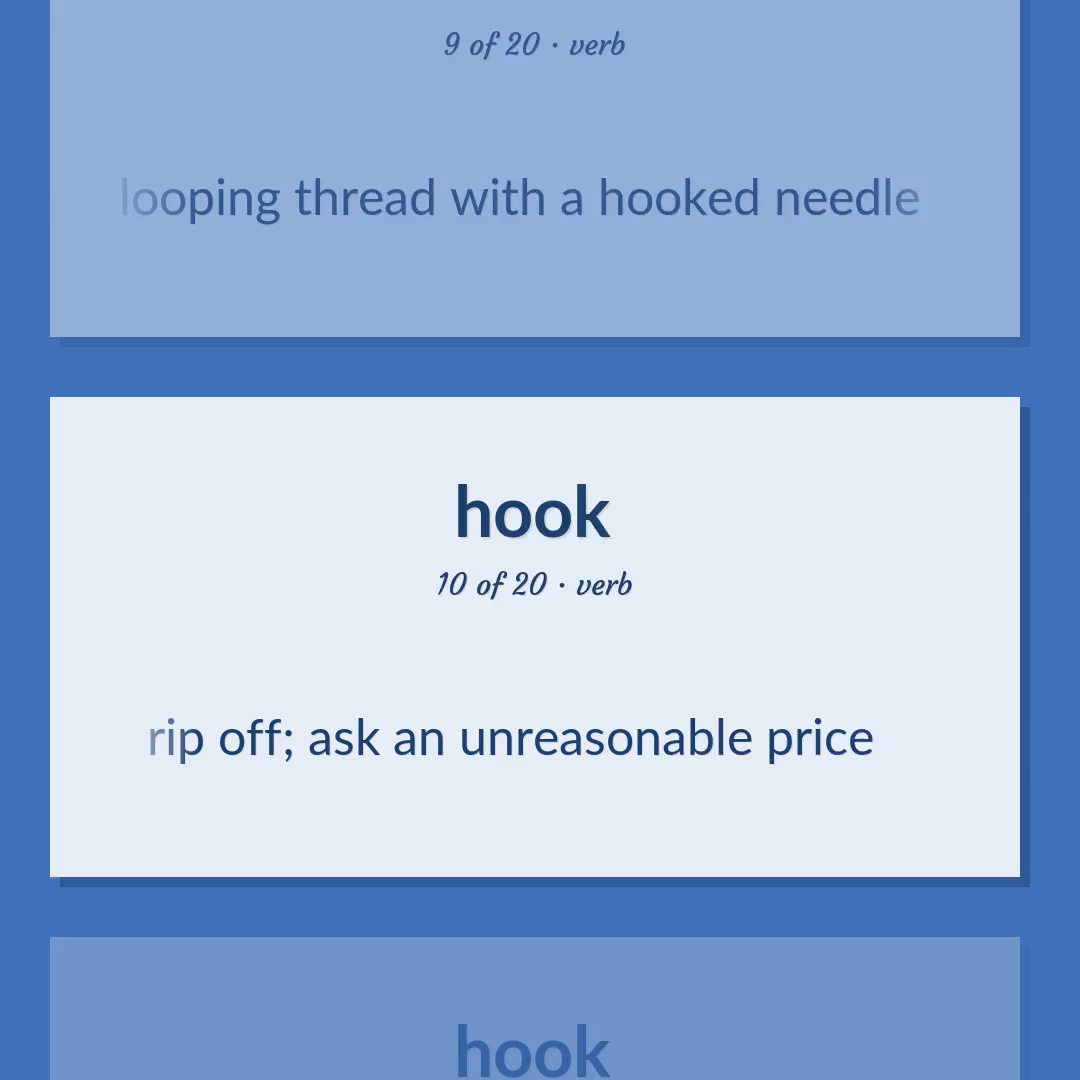 9 of 20 · verb
looping thread with a hooked needle
hook
10 of 20 · verb
rip off; ask an unreasonable price
hook